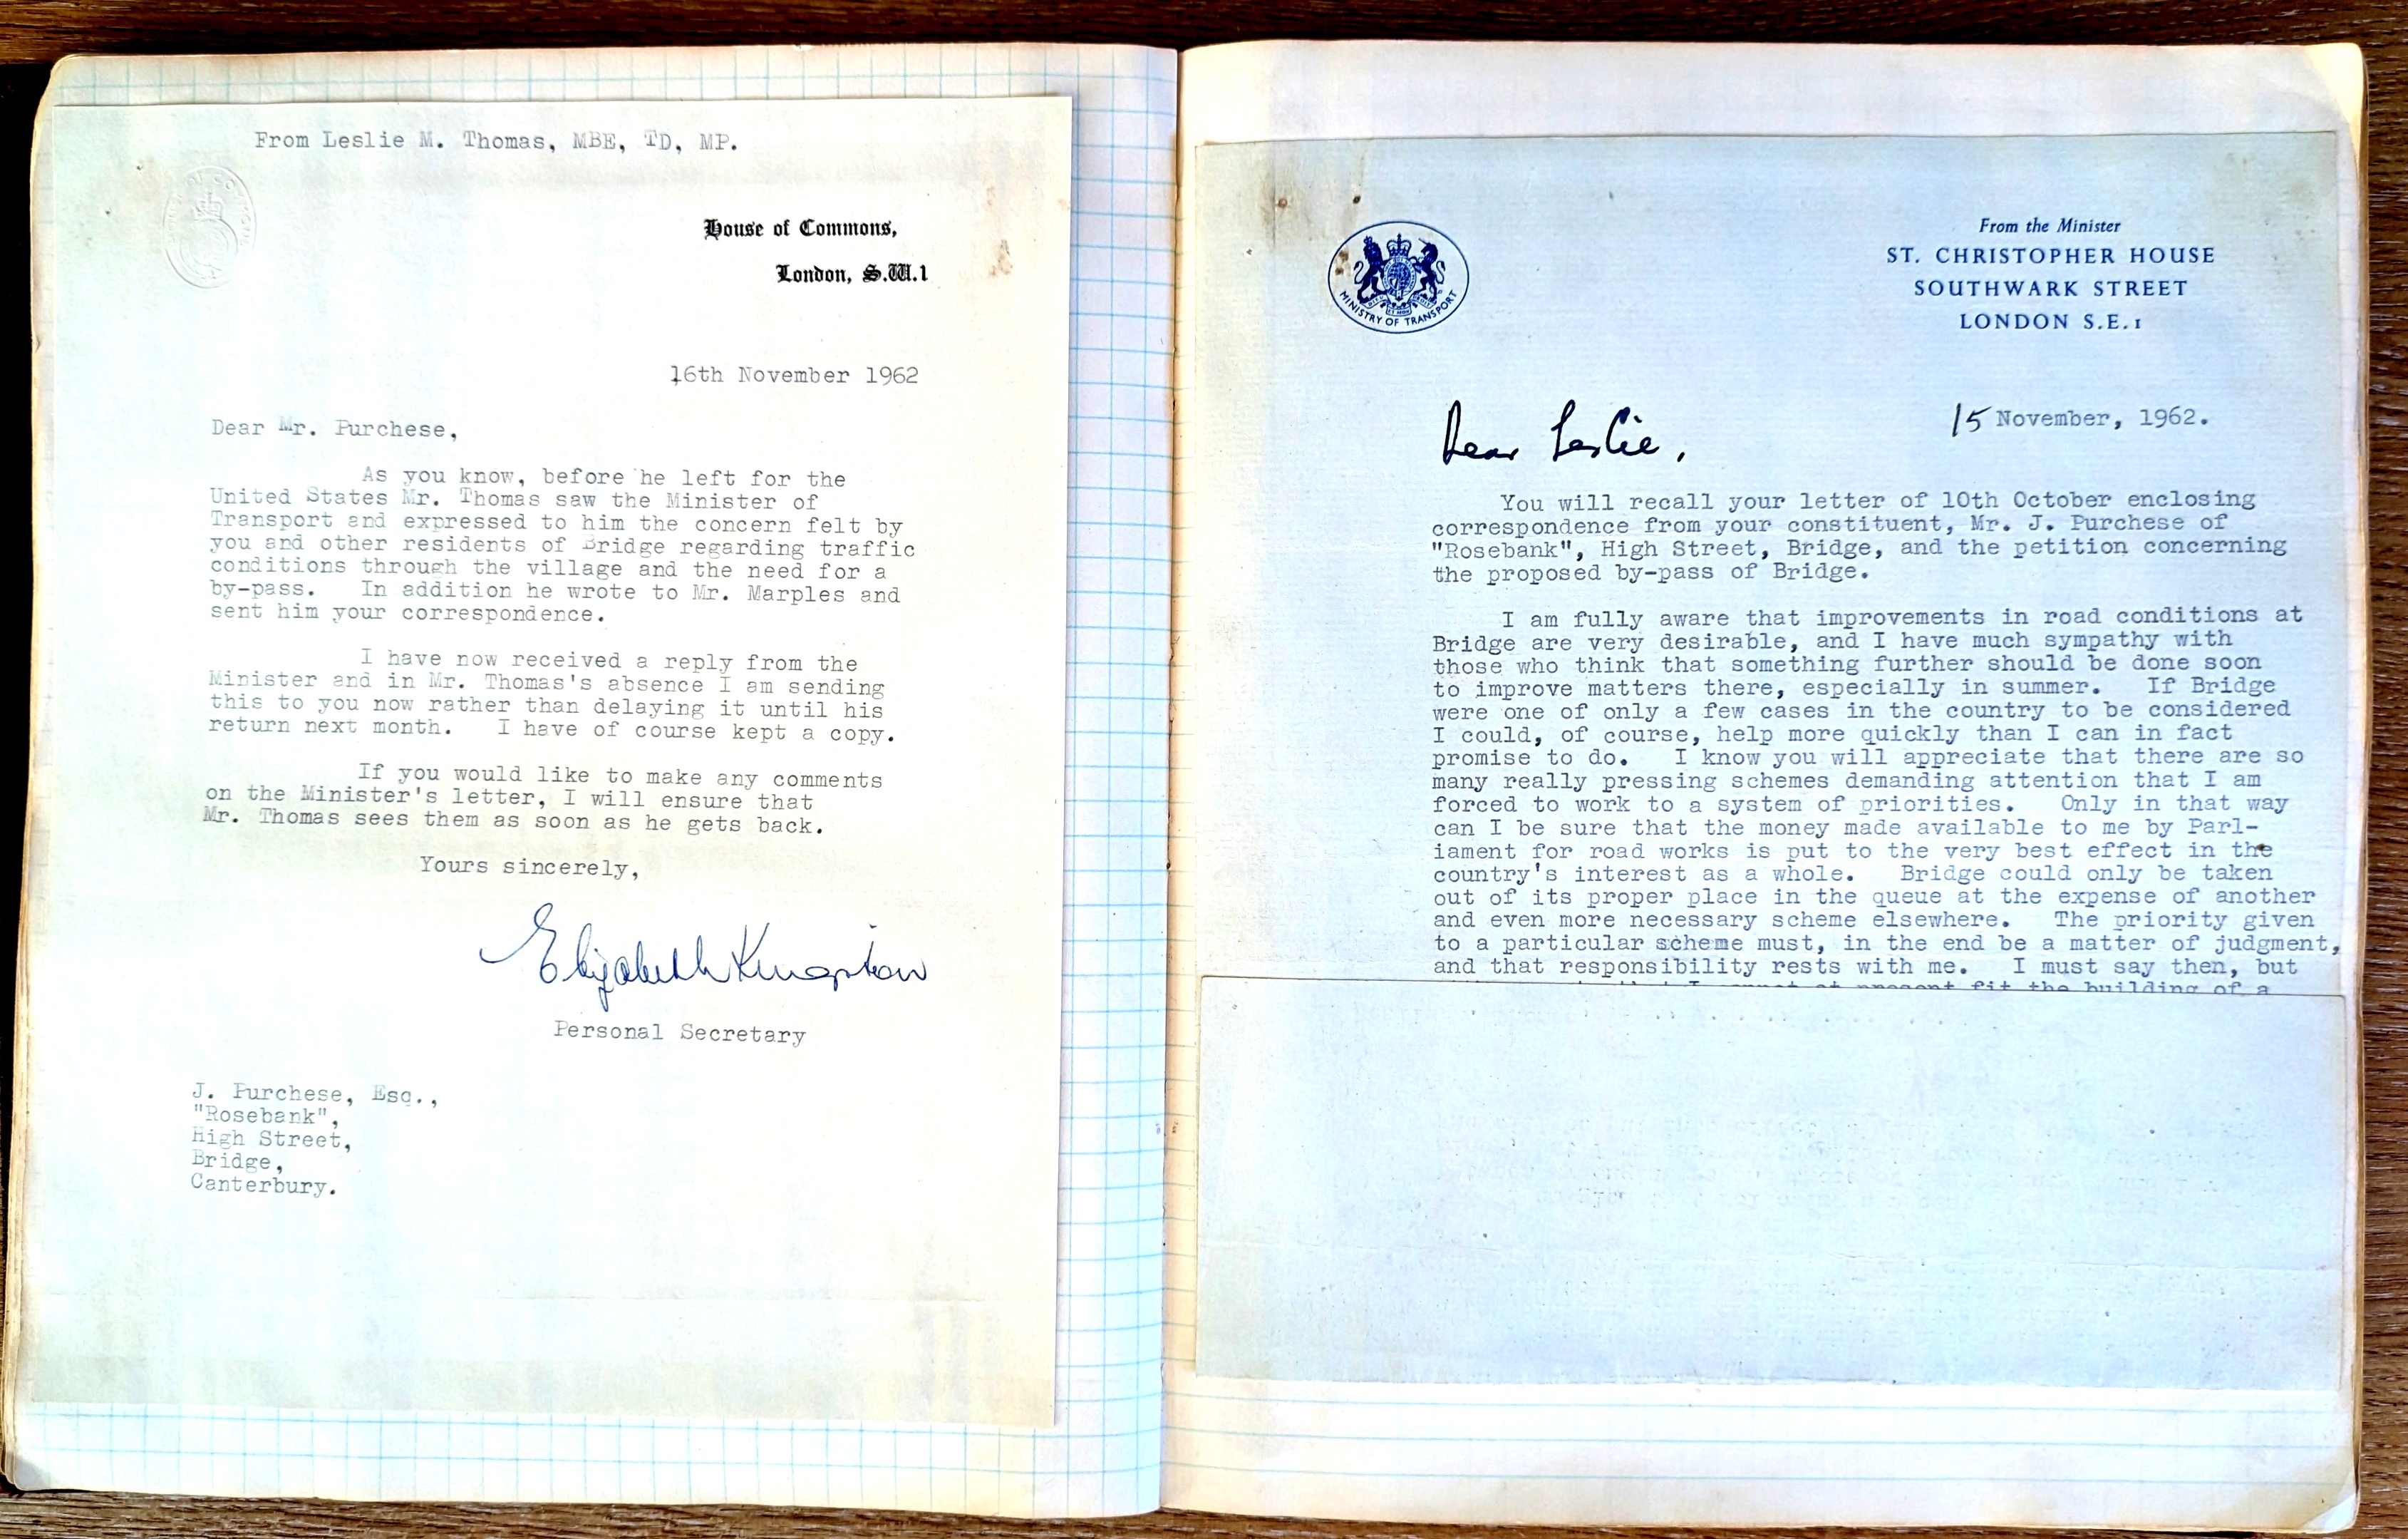 From Leslie M. Thomas, MBE, TD, MP.
House of Commons,
London, S.W.1
16th November 1962
Dear Mr. Purchese,
As you know, before he left for the
United States Mr. Thomas saw the Minister of
Transport and expressed to him the concern felt by
you and other residents of Bridge regarding traffic
conditions through the village and the need for a
by-pass. In addition he wrote to Mr. Marples and
sent him your correspondence.
I have now received a reply from the
Minister and in Mr. Thomas's absence I am sending
this to you now rather than delaying it until his
return next month. I have of course kept a copy.
If you would like to make any comments
on the Minister's letter, I will ensure that
Mr. Thomas sees them as soon as he gets back.
Yours sincerely,
Elizabeth Kingston
Personal Secretary
J. Purchese, Esq.,
"Rosebank",
High Street,
Bridge,
Canterbury.
MINISTRY OF TRANSPORT
From the Minister
ST. CHRISTOPHER HOUSE
SOUTHWARK STREET
LONDON S.E.1
15 November, 1962.
Dear Leslie,
You will recall your letter of 10th October enclosing
correspondence from your constituent, Mr. J. Purchese of
"Rosebank", High Street, Bridge, and the petition concerning
the proposed by-pass of Bridge.
I am fully aware that improvements in road conditions at
Bridge are very desirable, and I have much sympathy with
those who think that something further should be done soon
to improve matters there, especially in summer. If Bridge
were one of only a few cases in the country to be considered
I could, of course, help more quickly than I can in fact
promise to do. I know you will appreciate that there are so
many really pressing schemes demanding attention that I am
forced to work to a system of priorities. Only in that way
can I be sure that the money made available to me by Parl-
iament for road works is put to the very best effect in the
country's interest as a whole. Bridge could only be taken
out of its proper place in the queue at the expense of another
and even more necessary scheme elsewhere. The priority given
to a particular scheme must, in the end be a matter of judgment,
and that responsibility rests with me. I must say then, but
that I cannot at present fit the building of a